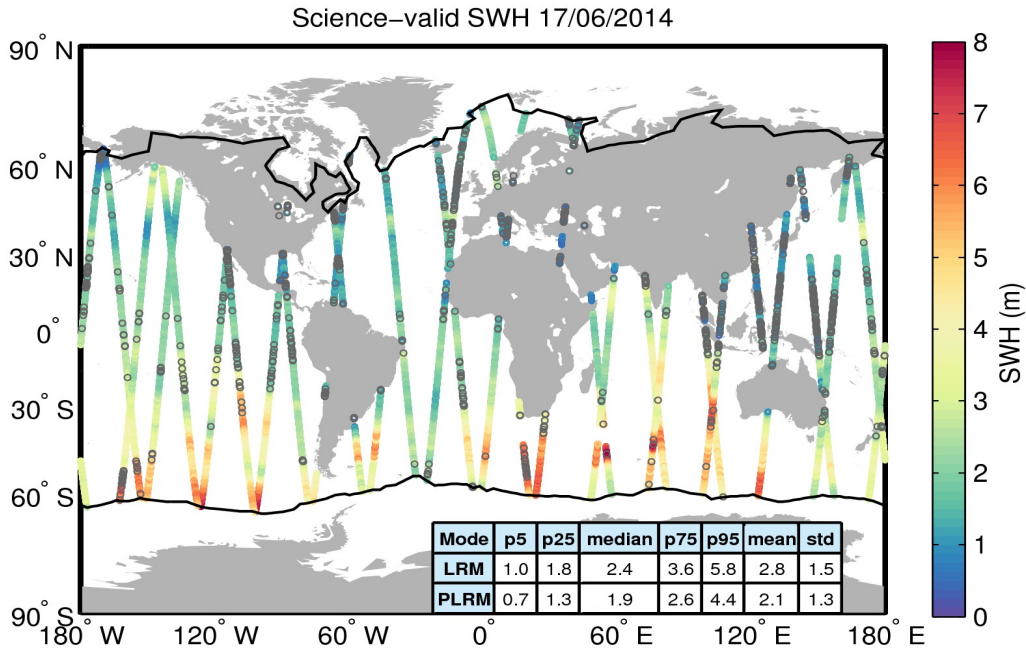 Science−valid SWH 17/06/2014
90° N
60° N
30° N
0°
30° S
60° S
90° S
180° W
120° W
60° W
0°
60° E
120° E
180° E
Mode p5 p25 median p75 p95 mean std
LRM 1.0 1.8 2.4 3.6 5.8 2.8 1.5
PLRM 0.7 1.3 1.9 2.6 4.4 2.1 1.3
8
7
6
5
4
3
2
1
0
SWH (m)